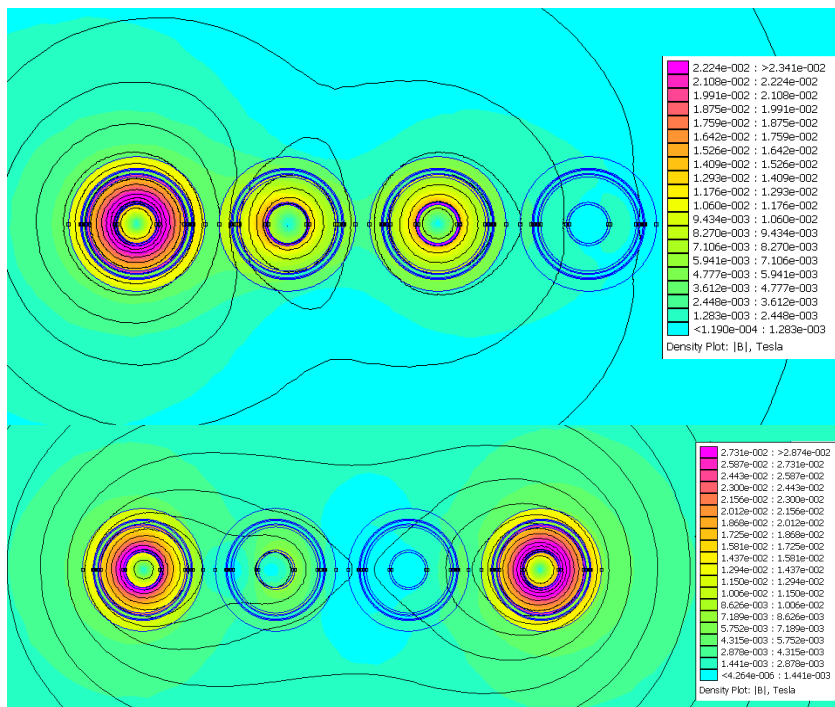 2.224e-002 : >2.341e-002
2.108e-002 : 2.224e-002
1.991e-002 : 2.108e-002
1.875e-002 : 1.991e-002
1.759e-002 : 1.875e-002
1.642e-002 : 1.759e-002
1.526e-002 : 1.642e-002
1.409e-002 : 1.526e-002
1.293e-002 : 1.409e-002
1.176e-002 : 1.293e-002
1.060e-002 : 1.176e-002
9.434e-003 : 1.060e-002
8.270e-003 : 9.434e-003
7.106e-003 : 8.270e-003
5.941e-003 : 7.106e-003
4.777e-003 : 5.941e-003
3.612e-003 : 4.777e-003
2.448e-003 : 3.612e-003
1.283e-003 : 2.448e-003
<1.190e-004 : 1.283e-003
Density Plot: |B|, Tesla
2.731e-002 : >2.874e-002
2.587e-002 : 2.731e-002
2.443e-002 : 2.587e-002
2.300e-002 : 2.443e-002
2.156e-002 : 2.300e-002
2.012e-002 : 2.156e-002
1.868e-002 : 2.012e-002
1.725e-002 : 1.868e-002
1.581e-002 : 1.725e-002
1.437e-002 : 1.581e-002
1.294e-002 : 1.437e-002
1.150e-002 : 1.294e-002
1.006e-002 : 1.150e-002
8.626e-003 : 1.006e-002
7.189e-003 : 8.626e-003
5.752e-003 : 7.189e-003
4.315e-003 : 5.752e-003
2.878e-003 : 4.315e-003
1.441e-003 : 2.878e-003
<4.264e-006 : 1.441e-003
Density Plot: |B|, Tesla